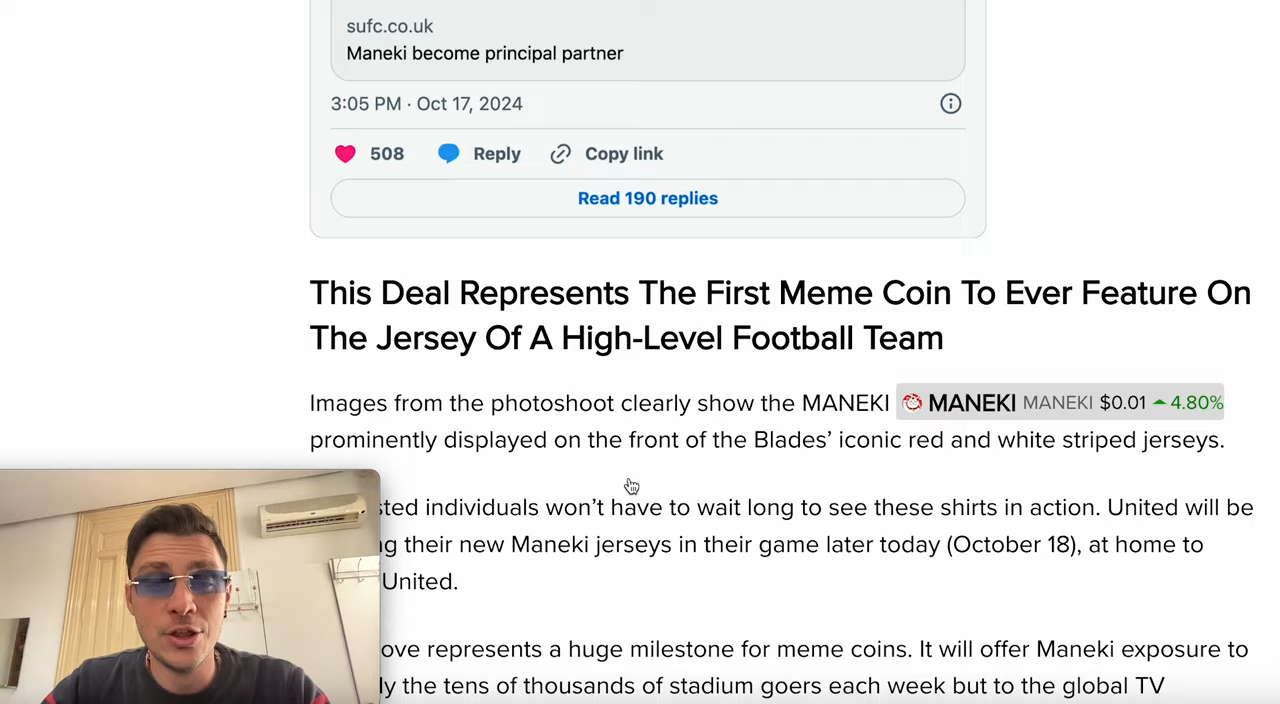 sufc.co.uk
Maneki become principal partner
3:05 PM · Oct 17, 2024
508 Reply Copy link
Read 190 replies
This Deal Represents The First Meme Coin To Ever Feature On
The Jersey Of A High-Level Football Team
Images from the photoshoot clearly show the MANEKI MANEKI MANEKI $0.01 4.80%
prominently displayed on the front of the Blades’ iconic red and white striped jerseys.
individuals won’t have to wait long to see these shirts in action. United will be
their new Maneki jerseys in their game later today (October 18), at home to
United.
represents a huge milestone for meme coins. It will offer Maneki exposure to
the tens of thousands of stadium goers each week but to the global TV